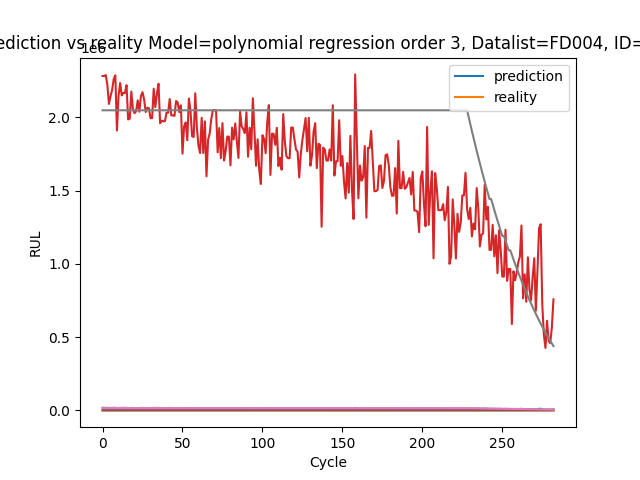 ediction vs reality Model=polynomial regression order 3, Datalist=FD004, ID=
1e6
prediction
reality
2.0
1.5
1.0
0.5
0.0
RUL
0 50 100 150 200 250
Cycle